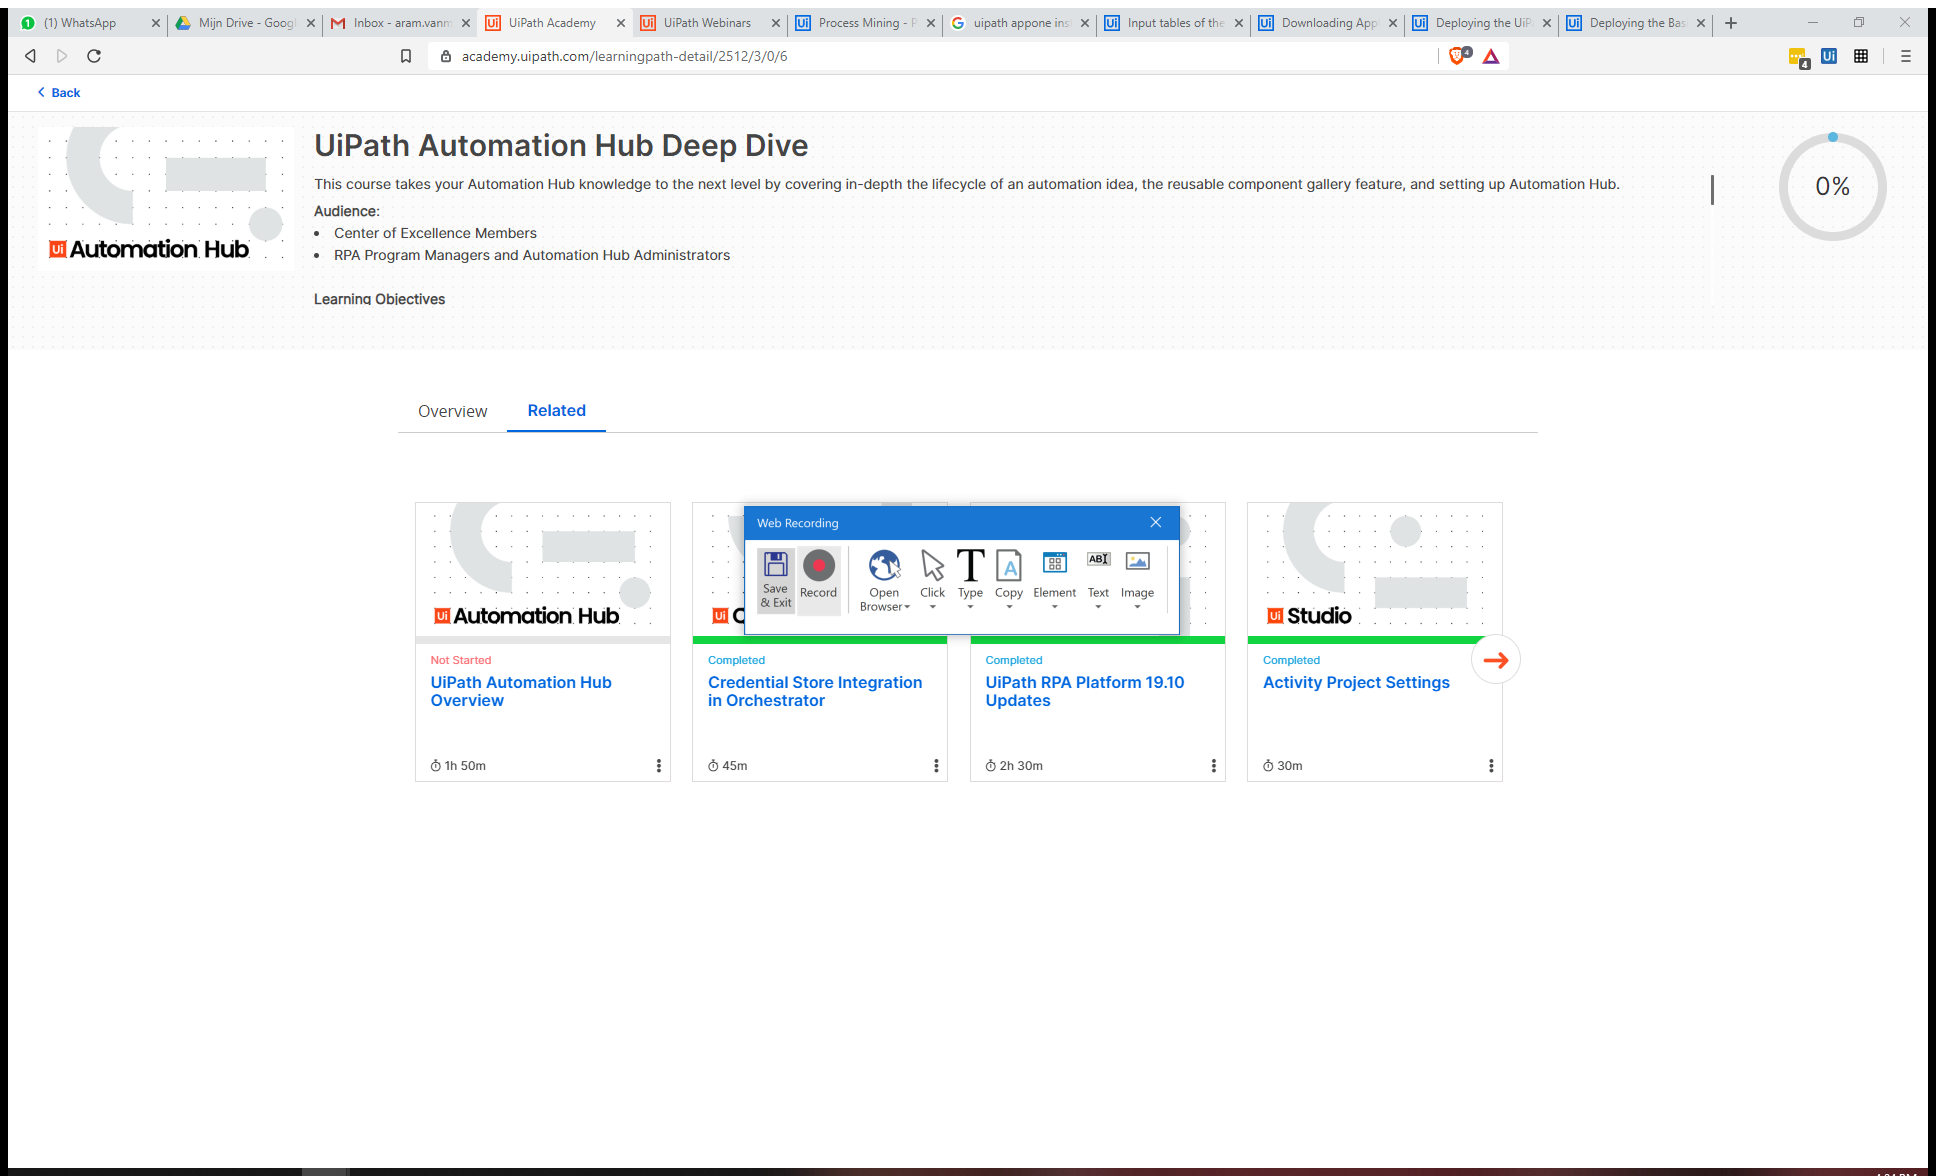 (1) WhatsApp
Mijn Drive - Googl
Inbox - aram.vanm
UiPath Academy
UiPath Webinars
Process Mining - P
uipath appone ins
Input tables of the
Downloading App
Deploying the UiP
Deploying the Bas
academy.uipath.com/learningpath-detail/2512/3/0/6
4
Ui
4
Back
UiPath Automation Hub Deep Dive
This course takes your Automation Hub knowledge to the next level by covering in-depth the lifecycle of an automation idea, the reusable component gallery feature, and setting up Automation Hub.
Audience:
• Center of Excellence Members
• RPA Program Managers and Automation Hub Administrators
Learning Objectives
Ui Automation Hub
0%
Overview
Related
Web Recording
Save & Exit
Record
Open Browser
Click
Type
Copy
Element
Text
Image
Ui Automation Hub
Not Started
UiPath Automation Hub
Overview
1h 50m
Ui
Completed
Credential Store Integration
in Orchestrator
45m
Completed
UiPath RPA Platform 19.10
Updates
2h 30m
Ui Studio
Completed
Activity Project Settings
30m